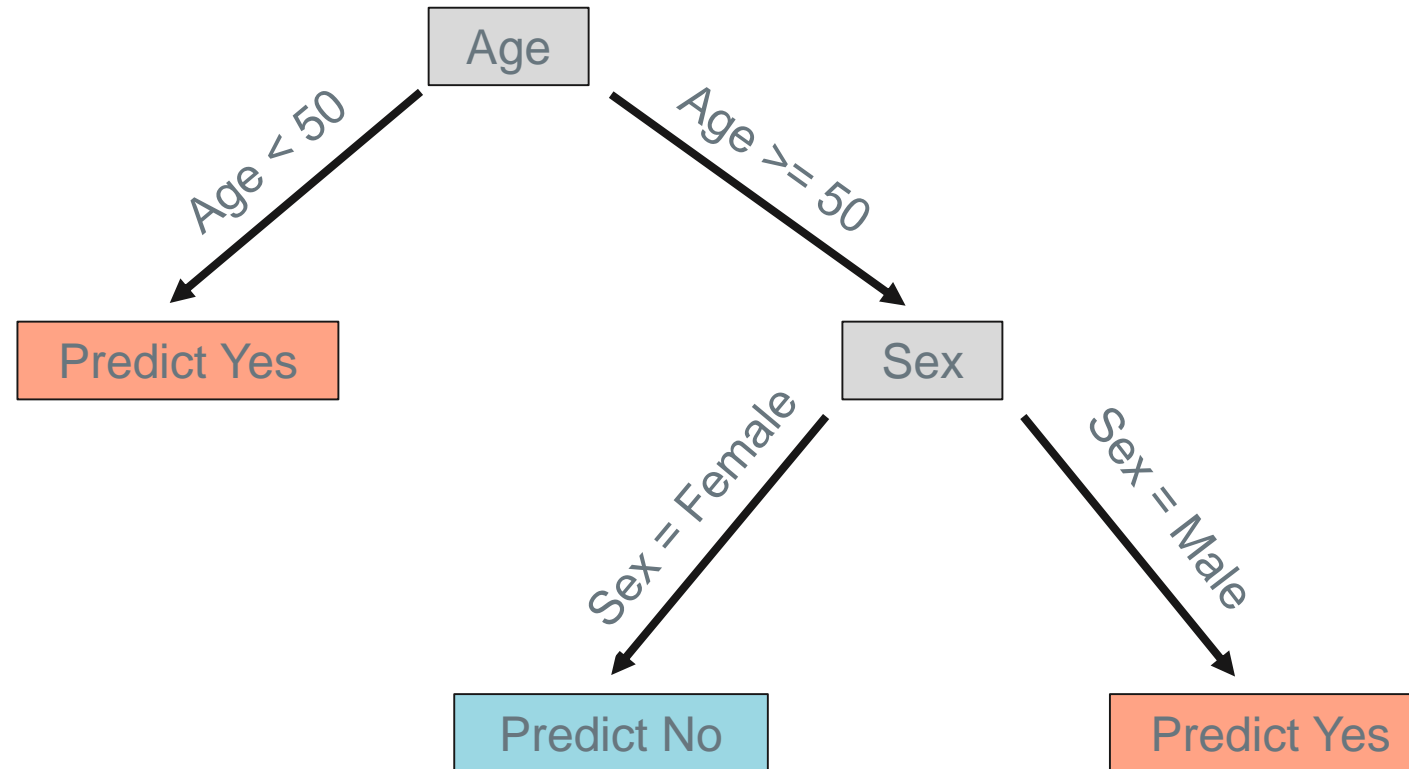 Age
Age < 50
Age >= 50
Predict Yes
Sex
Sex = Female
Sex = Male
Predict No
Predict Yes